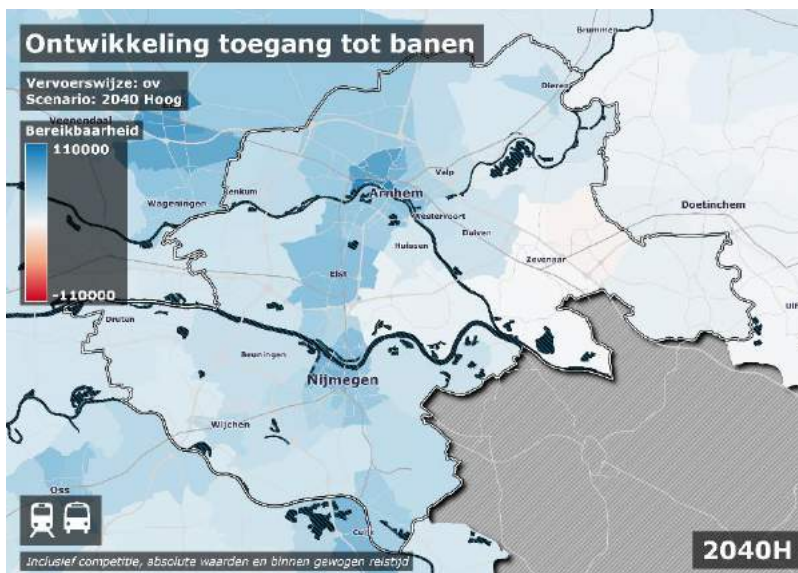 Ontwikkeling toegang tot banen
Vervoerswijze: ov
Scenario: 2040 Hoog
Bereikbaarheid
110000
-110000
Brummen
Dieren
Veenendaal
Velp
Wageningen
Renkum
Arnhem
Westervoort
Duiven
Doetinchem
Huissen
Zevenaar
Elst
Druten
Beuningen
Nijmegen
Wijchen
Oss
Cuijk
2040H
Inclusief competitie, absolute waarden en binnen gewogen reistijd